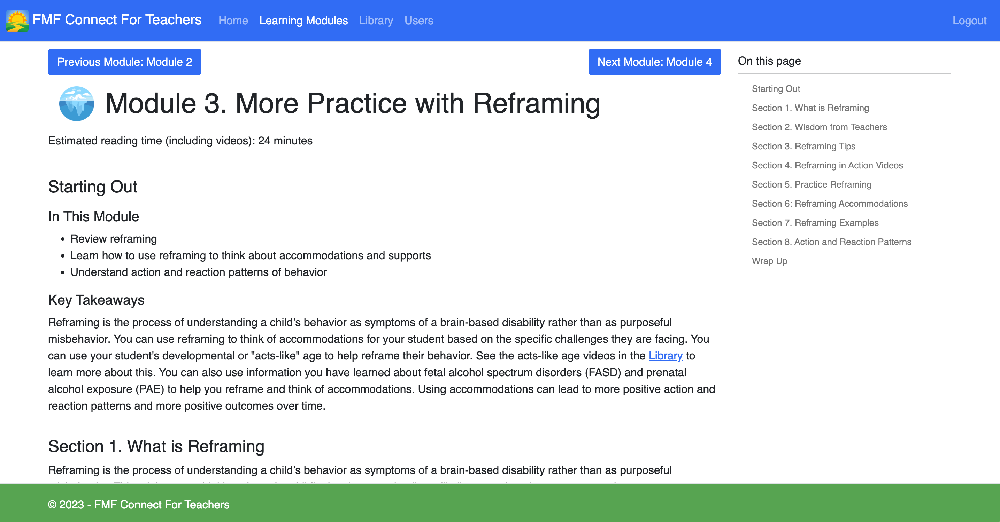 FMF Connect For Teachers Home Learning Modules Library Users Logout
Previous Module: Module 2
Next Module: Module 4
Module 3. More Practice with Reframing
Estimated reading time (including videos): 24 minutes
Starting Out
In This Module
• Review reframing
• Learn how to use reframing to think about accommodations and supports
• Understand action and reaction patterns of behavior
Key Takeaways
Reframing is the process of understanding a child’s behavior as symptoms of a brain-based disability rather than as purposeful
misbehavior. You can use reframing to think of accommodations for your student based on the specific challenges they are facing. You
can use your student's developmental or "acts-like" age to help reframe their behavior. See the acts-like age videos in the Library to
learn more about this. You can also use information you have learned about fetal alcohol spectrum disorders (FASD) and prenatal
alcohol exposure (PAE) to help you reframe and think of accommodations. Using accommodations can lead to more positive action and
reaction patterns and more positive outcomes over time.
Section 1. What is Reframing
Reframing is the process of understanding a child’s behavior as symptoms of a brain-based disability rather than as purposeful
On this page
Starting Out
Section 1. What is Reframing
Section 2. Wisdom from Teachers
Section 3. Reframing Tips
Section 4. Reframing in Action Videos
Section 5. Practice Reframing
Section 6: Reframing Accommodations
Section 7. Reframing Examples
Section 8. Action and Reaction Patterns
Wrap Up
© 2023 - FMF Connect For Teachers